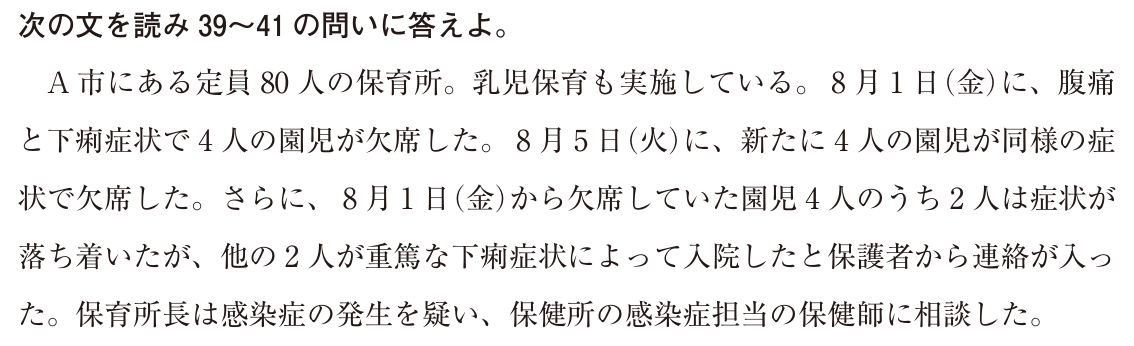 次の文を読み 39～41 の問いに答えよ。
　A 市にある定員 80 人の保育所。乳児保育も実施している。8 月 1 日(金)に、腹痛
と下痢症状で 4 人の園児が欠席した。8 月 5 日(火)に、新たに 4 人の園児が同様の症
状で欠席した。さらに、8 月 1 日(金)から欠席していた園児 4 人のうち 2 人は症状が
落ち着いたが、他の 2 人が重篤な下痢症状によって入院したと保護者から連絡が入っ
た。保育所長は感染症の発生を疑い、保健所の感染症担当の保健師に相談した。